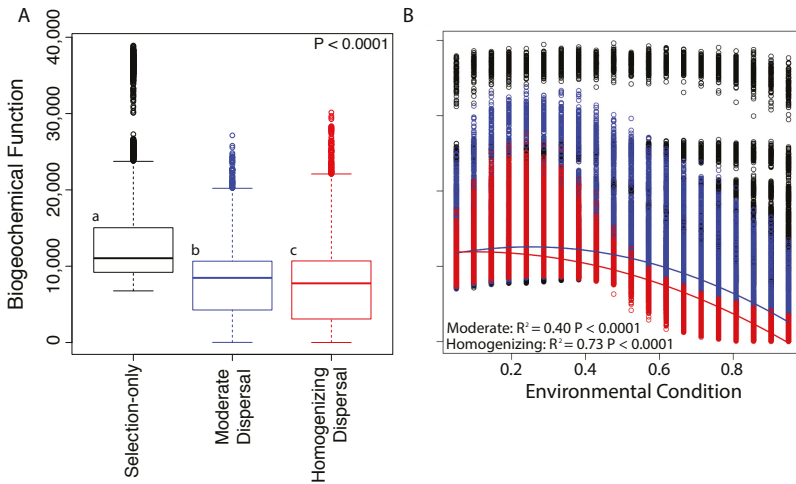 A
B
P < 0.0001
Biogeochemical Function
40,000
30,000
20,000
10,000
0
a
b
c
Selection-only
Moderate
Dispersal
Homogenizing
Dispersal
Moderate: R² = 0.40 P < 0.0001
Homogenizing: R² = 0.73 P < 0.0001
0.2
0.4
0.6
0.8
Environmental Condition